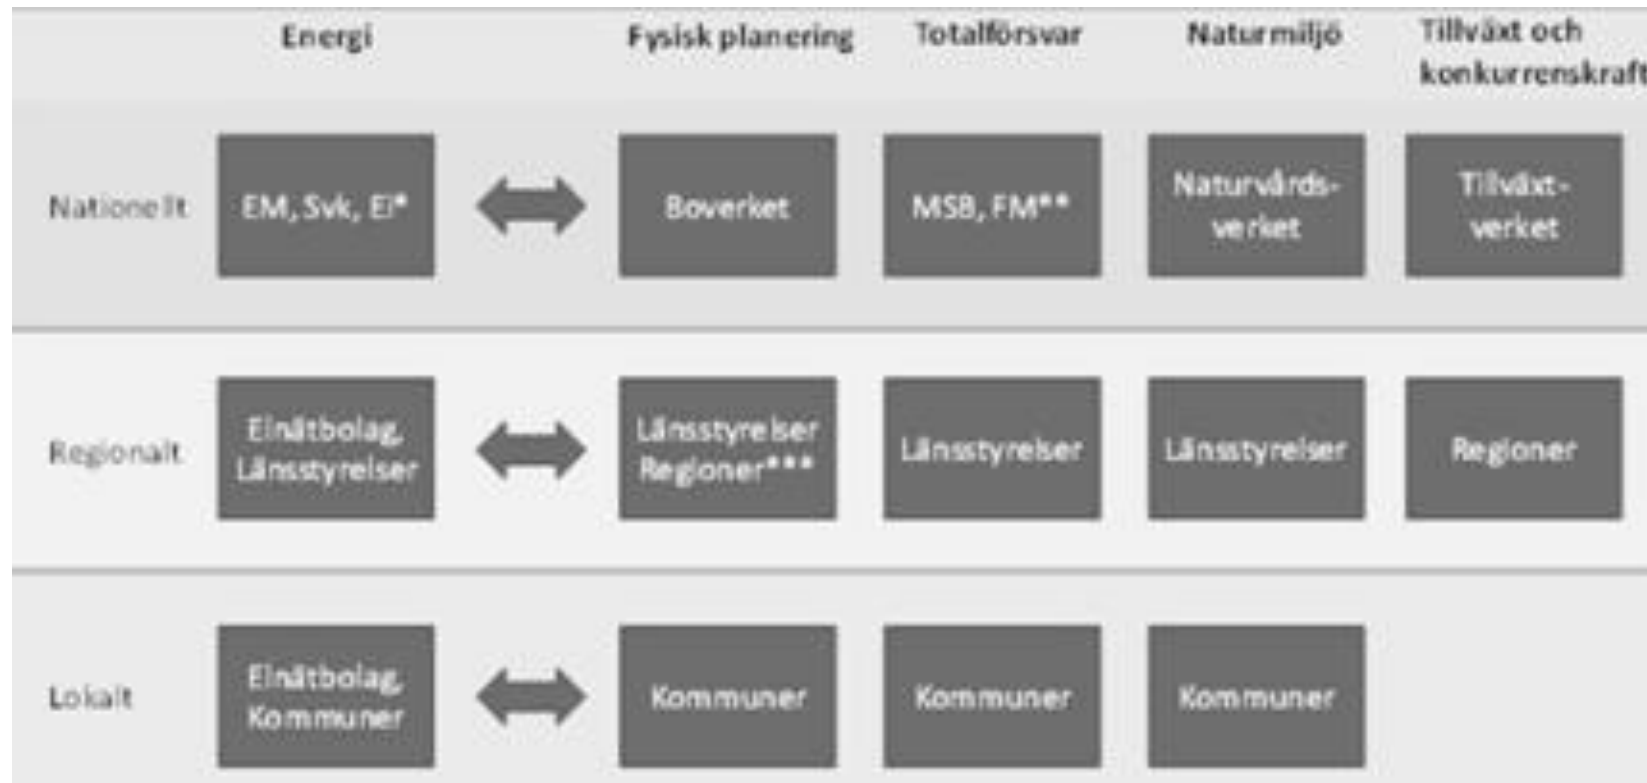 Energi
Fysisk planering
Totalförsvar
Naturmiljö
Tillväxt och
konkurrenskraft
Nationellt
EM, Svk, Ei*
Boverket
MSB, FM**
Naturvårds-
verket
Tillväxt-
verket
Regionalt
Elnätbolag,
Länsstyrelser
Länsstyrelser
Regioner***
Länsstyrelser
Länsstyrelser
Regioner
Lokalt
Elnätbolag,
Kommuner
Kommuner
Kommuner
Kommuner